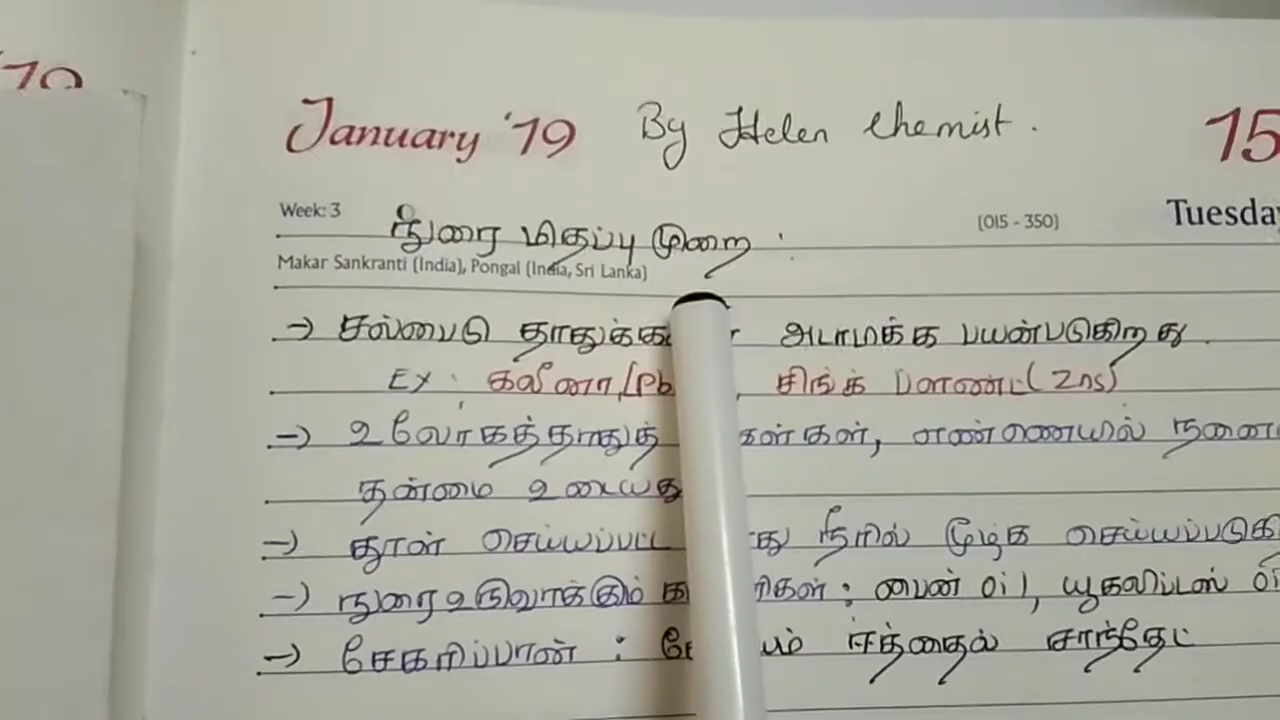 January '19 By Helen Chemist. 15
Week: 3 நுரை மிதப்பு முறை : (015 - 350) Tuesday
Makar Sankranti (India), Pongal (India, Sri Lanka)
→ சல்பைடு தாதுக்க அடர்பிக்க பயன்படுகிறது.
Ex : கலீனா, [Pb சிங்க் பிளண்ட் (Zns)
→ உலோகத்தாதுத் கள்கள், எண்ணெயில் நனை
தன்மை உடையது
→ தூள் செய்யப்பட்ட து நீரில் மூழ்க செய்யப்படுகி
→ நுரை உருவாக்கும் கா ரிகள் : பைன் oil, யூகலிப்டஸ் oi
→ சேகரிப்பான் : சோ யம் ஈத்தைல் சாந்தேட்